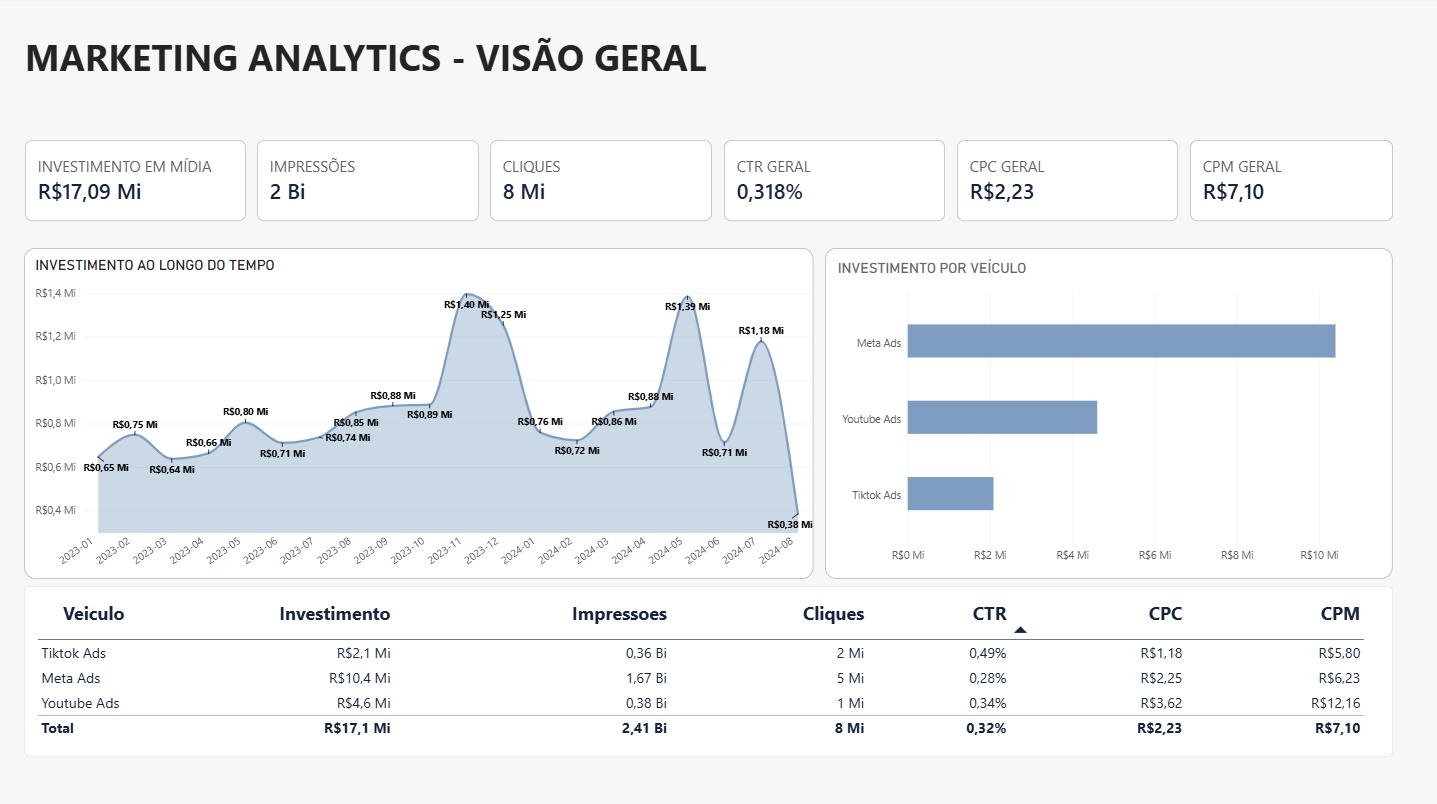 MARKETING ANALYTICS - VISÃO GERAL
INVESTIMENTO EM MÍDIA
R$17,09 Mi
IMPRESSÕES
2 Bi
CLIQUES
8 Mi
CTR GERAL
0,318%
CPC GERAL
R$2,23
CPM GERAL
R$7,10
INVESTIMENTO AO LONGO DO TEMPO
R$1,4 Mi
R$1,2 Mi
R$1,0 Mi
R$0,8 Mi
R$0,6 Mi
R$0,4 Mi
R$0,65 Mi
R$0,75 Mi
R$0,64 Mi
R$0,66 Mi
R$0,80 Mi
R$0,71 Mi
R$0,74 Mi
R$0,85 Mi
R$0,88 Mi
R$0,89 Mi
R$1,40 Mi
R$1,25 Mi
R$0,76 Mi
R$0,72 Mi
R$0,86 Mi
R$0,88 Mi
R$1,39 Mi
R$0,71 Mi
R$1,18 Mi
R$0,38 Mi
2023-01
2023-02
2023-03
2023-04
2023-05
2023-06
2023-07
2023-08
2023-09
2023-10
2023-11
2023-12
2024-01
2024-02
2024-03
2024-04
2024-05
2024-06
2024-07
2024-08
INVESTIMENTO POR VEÍCULO
Meta Ads
Youtube Ads
Tiktok Ads
R$0 Mi R$2 Mi R$4 Mi R$6 Mi R$8 Mi R$10 Mi
Veiculo Investimento Impressoes Cliques CTR CPC CPM
Tiktok Ads R$2,1 Mi 0,36 Bi 2 Mi 0,49% R$1,18 R$5,80
Meta Ads R$10,4 Mi 1,67 Bi 5 Mi 0,28% R$2,25 R$6,23
Youtube Ads R$4,6 Mi 0,38 Bi 1 Mi 0,34% R$3,62 R$12,16
Total R$17,1 Mi 2,41 Bi 8 Mi 0,32% R$2,23 R$7,10